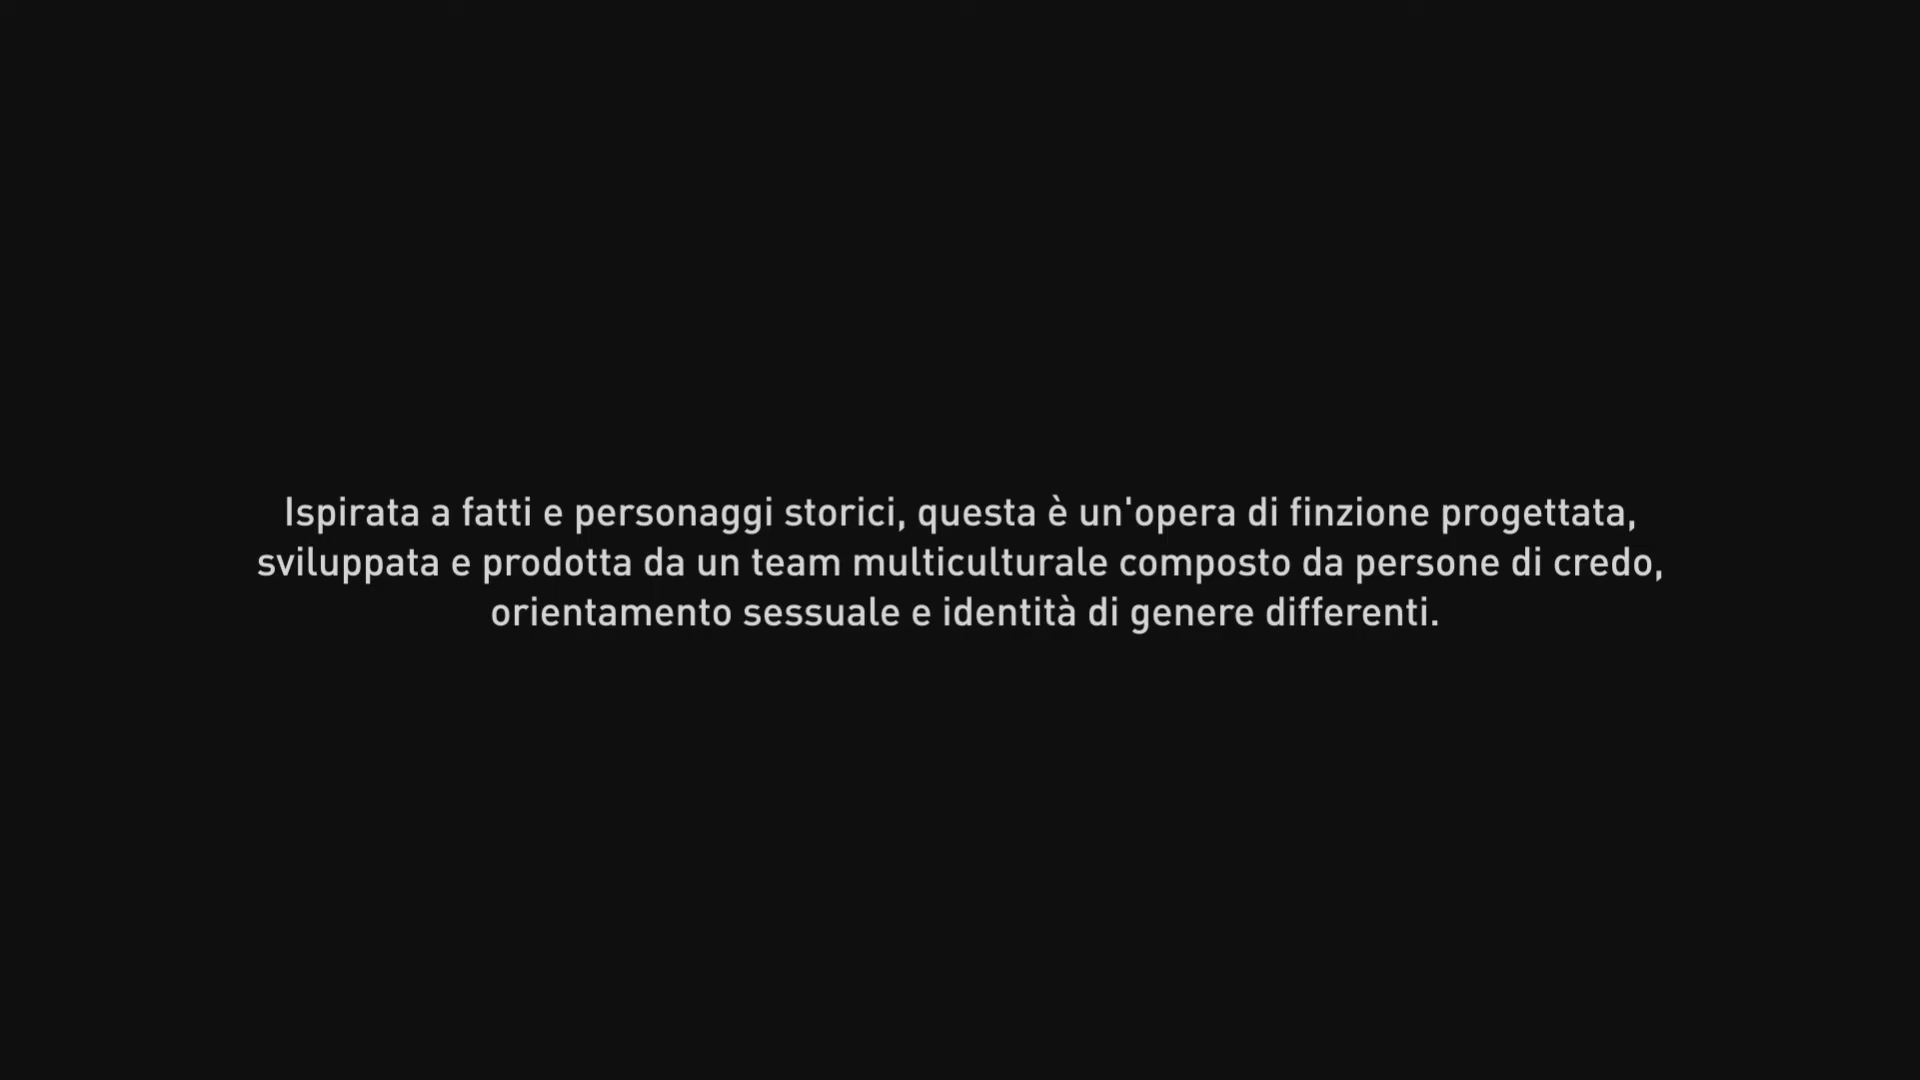 Ispirata a fatti e personaggi storici, questa è un'opera di finzione progettata,
sviluppata e prodotta da un team multiculturale composto da persone di credo,
orientamento sessuale e identità di genere differenti.